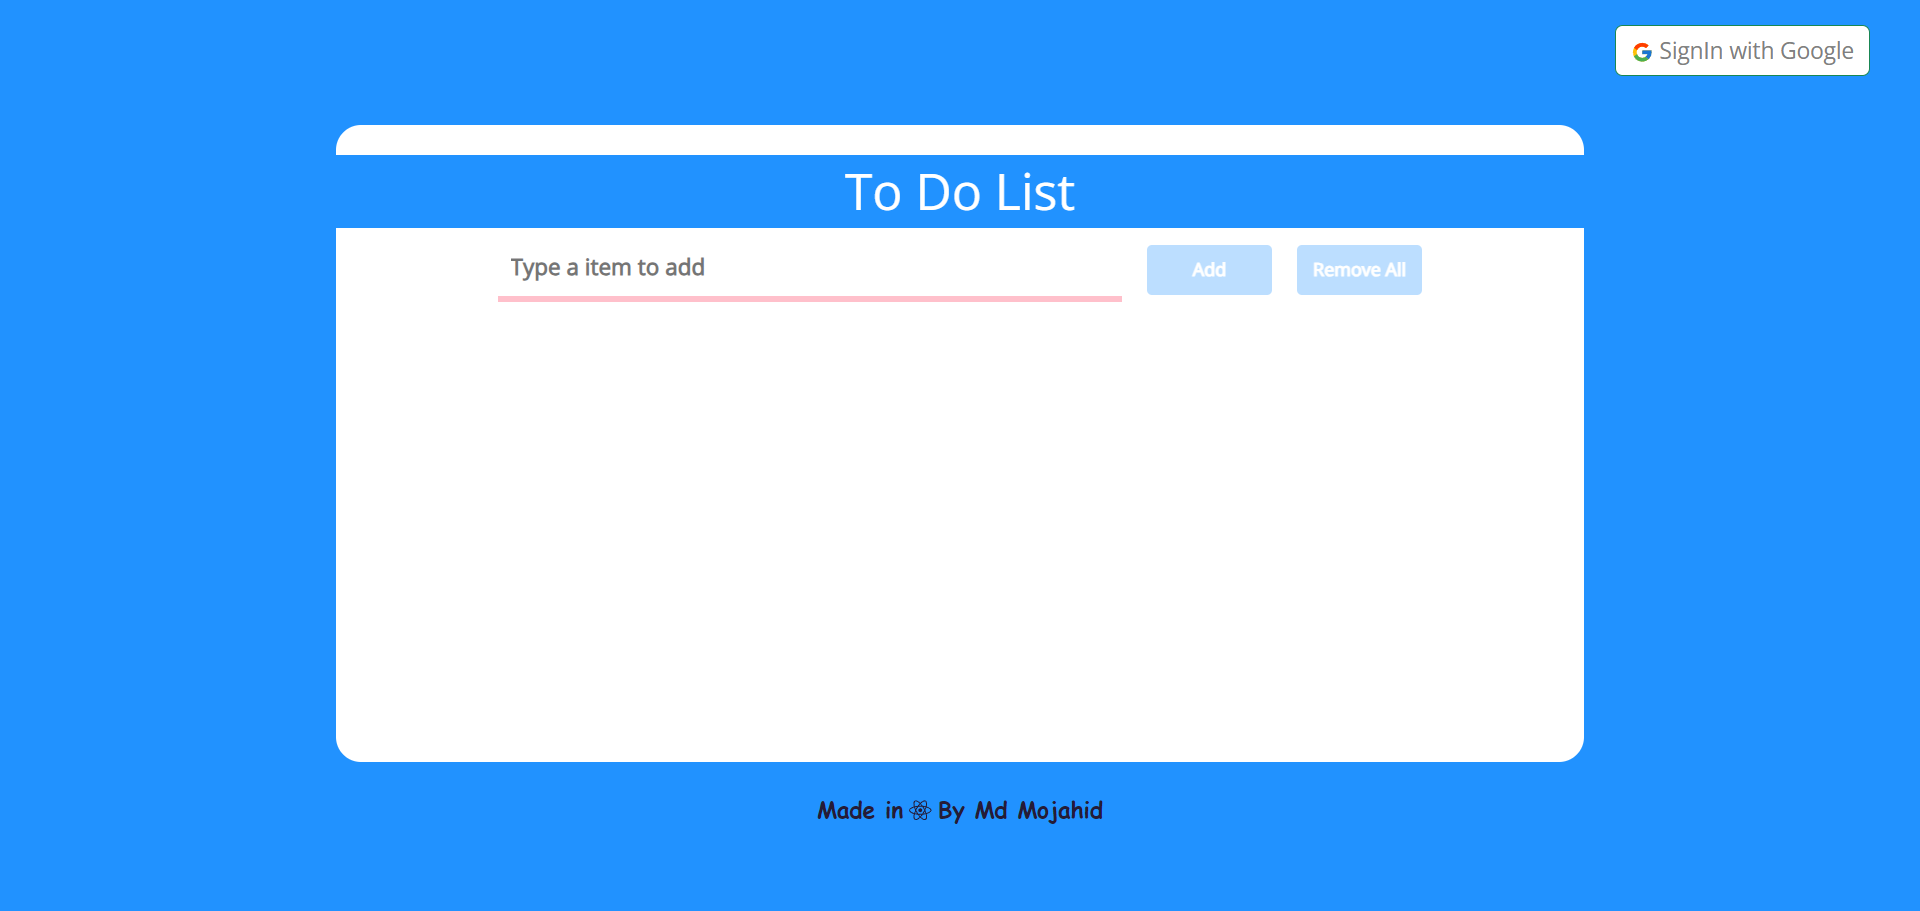 SignIn with Google
To Do List
Type a item to add
Add
Remove All
Made in By Md Mojahid